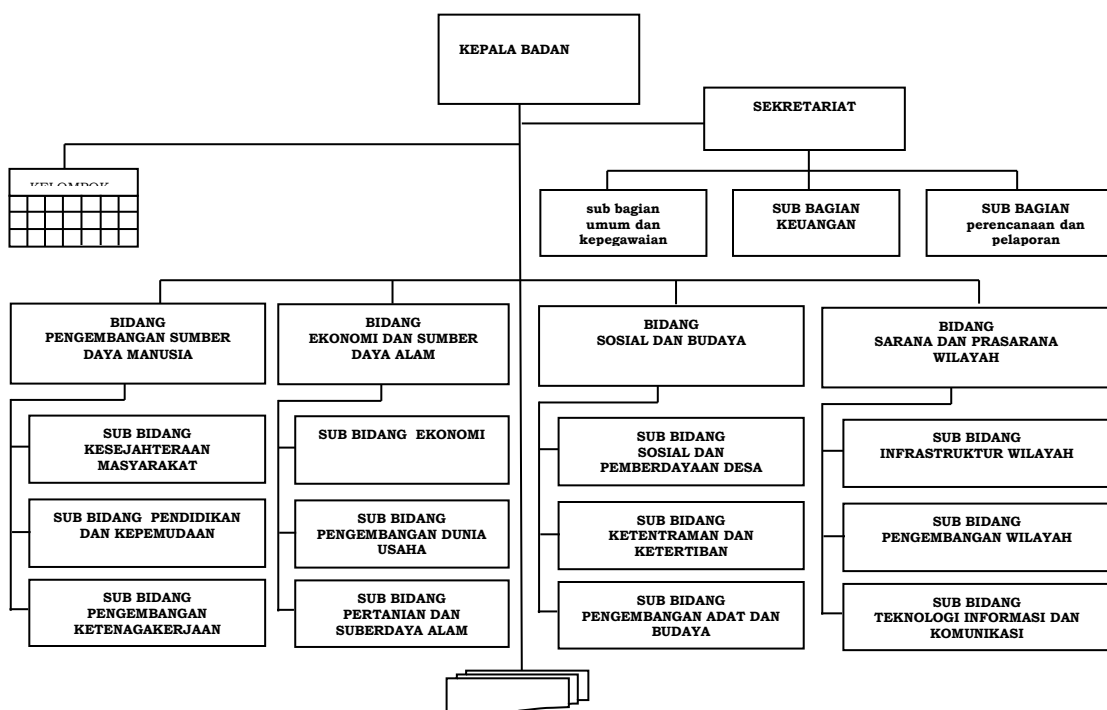 KEPALA BADAN
SEKRETARIAT
KELOMPOK
sub bagian
umum dan
kepegawaian
SUB BAGIAN
KEUANGAN
SUB BAGIAN
perencanaan dan
pelaporan
BIDANG
PENGEMBANGAN SUMBER
DAYA MANUSIA
BIDANG
EKONOMI DAN SUMBER
DAYA ALAM
BIDANG
SOSIAL DAN BUDAYA
BIDANG
SARANA DAN PRASARANA
WILAYAH
SUB BIDANG
KESEJAHTERAAN
MASYARAKAT
SUB BIDANG EKONOMI
SUB BIDANG
SOSIAL DAN
PEMBERDAYAAN DESA
SUB BIDANG
INFRASTRUKTUR WILAYAH
SUB BIDANG PENDIDIKAN
DAN KEPEMUDAAN
SUB BIDANG
PENGEMBANGAN DUNIA
USAHA
SUB BIDANG
KETENTRAMAN DAN
KETERTIBAN
SUB BIDANG
PENGEMBANGAN WILAYAH
SUB BIDANG
PENGEMBANGAN
KETENAGAKERJAAN
SUB BIDANG
PERTANIAN DAN
SUBERDAYA ALAM
SUB BIDANG
PENGEMBANGAN ADAT DAN
BUDAYA
SUB BIDANG
TEKNOLOGI INFORMASI DAN
KOMUNIKASI